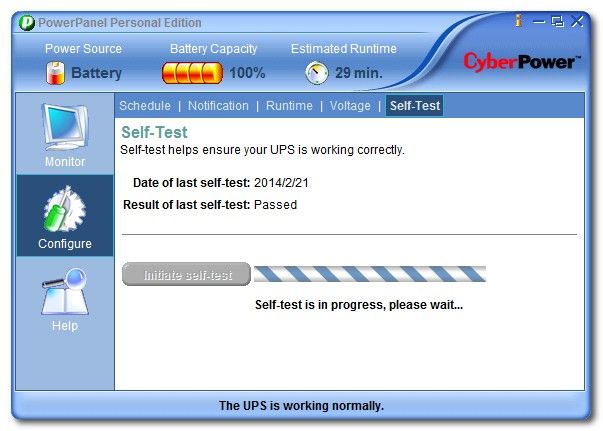 PowerPanel Personal Edition
Power Source
Battery Capacity
Estimated Runtime
Battery
100%
29 min.
CyberPower™
Schedule | Notification | Runtime | Voltage | Self-Test
Monitor
Configure
Help
Self-Test
Self-test helps ensure your UPS is working correctly.
Date of last self-test: 2014/2/21
Result of last self-test: Passed
Initiate self-test
Self-test is in progress, please wait...
The UPS is working normally.